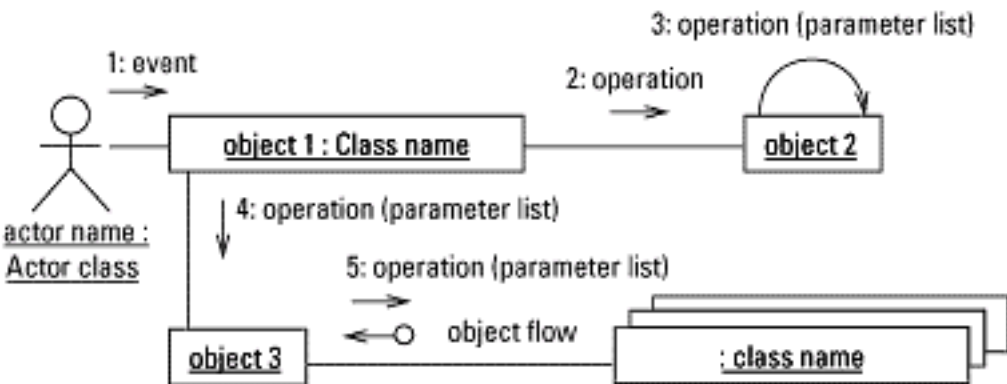 3: operation (parameter list)
1: event
2: operation
object 1 : Class name
object 2
4: operation (parameter list)
actor name :
Actor class
5: operation (parameter list)
object flow
object 3
: class name